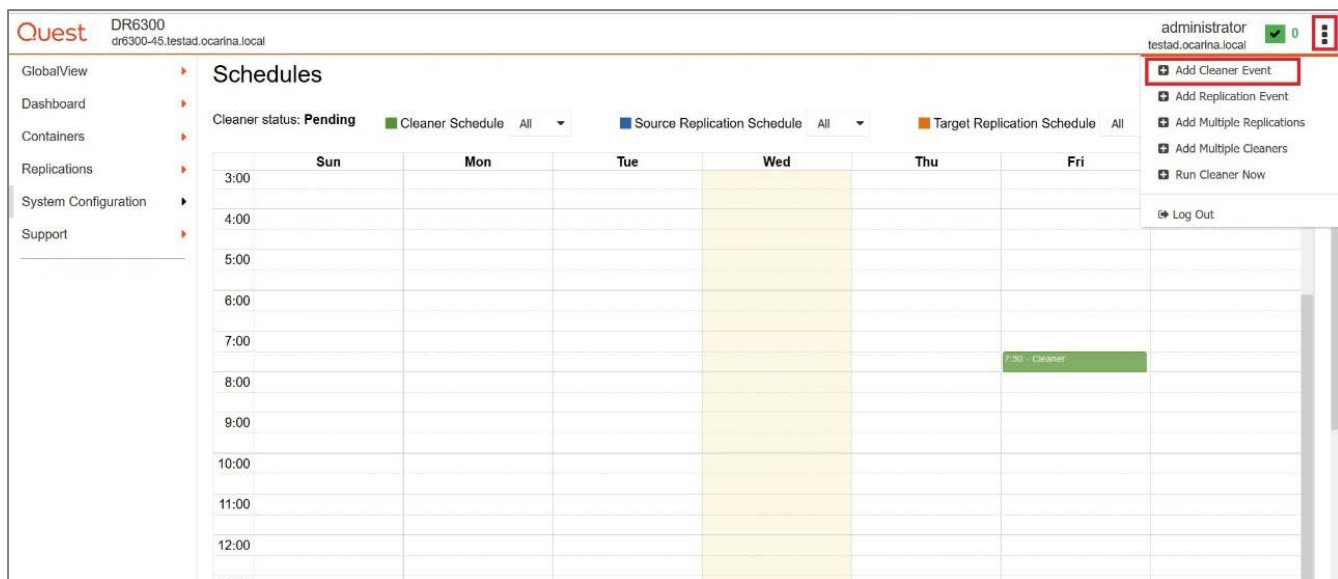 Quest
DR6300
dr6300-45.testad.ocarina.local
administrator
testad.ocarina.local
0
GlobalView
Dashboard
Containers
Replications
System Configuration
Support
Schedules
Cleaner status: Pending
Cleaner Schedule All
Source Replication Schedule All
Target Replication Schedule All
Add Cleaner Event
Add Replication Event
Add Multiple Replications
Add Multiple Cleaners
Run Cleaner Now
Log Out
Sun Mon Tue Wed Thu Fri
3:00
4:00
5:00
6:00
7:00
7:30 - Cleaner
8:00
9:00
10:00
11:00
12:00